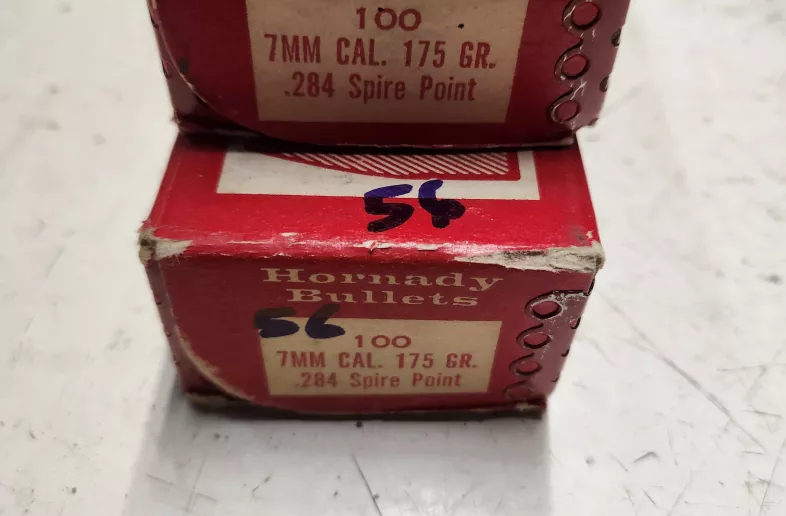 100
7MM CAL. 175 GR.
.284 Spire Point
56
Hornady
Bullets
56
100
7MM CAL. 175 GR.
.284 Spire Point